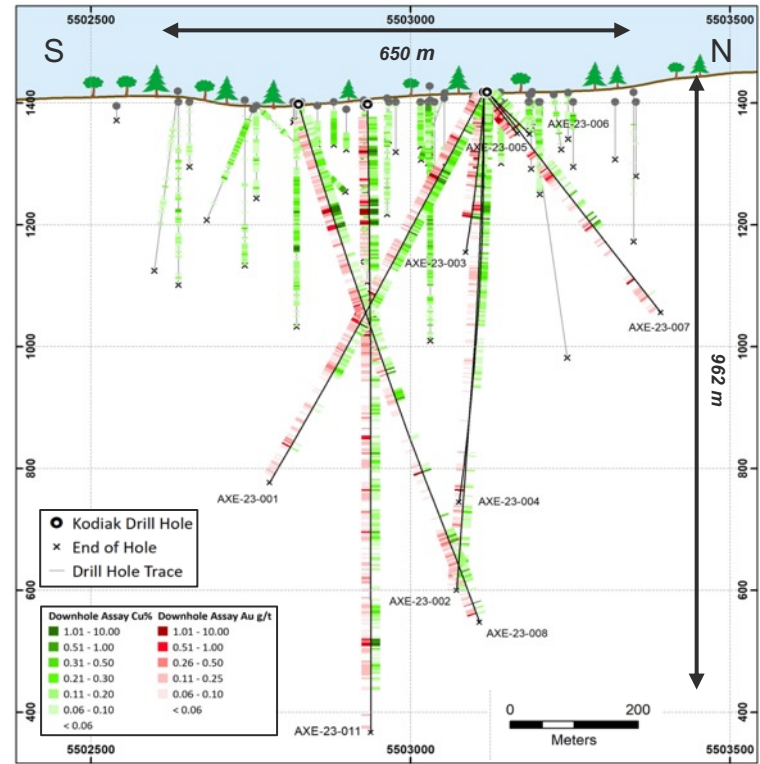 5502500 5503000 5503500
S N
650 m
1400 1400
AXE-23-006
AXE-23-005
1200 1200
AXE-23-003
AXE-23-007
1000 1000
962 m
800 800
AXE-23-001
AXE-23-004
Kodiak Drill Hole
End of Hole
Drill Hole Trace
600 600
AXE-23-002
AXE-23-008
Downhole Assay Cu% Downhole Assay Au g/t
1.01 - 10.00 1.01 - 10.00
0.51 - 1.00 0.51 - 1.00
0.31 - 0.50 0.26 - 0.50
0.21 - 0.30 0.11 - 0.25
0.11 - 0.20 0.06 - 0.10
0.06 - 0.10 < 0.06
< 0.06
0 200
Meters
400 400
AXE-23-011
5502500 5503000 5503500